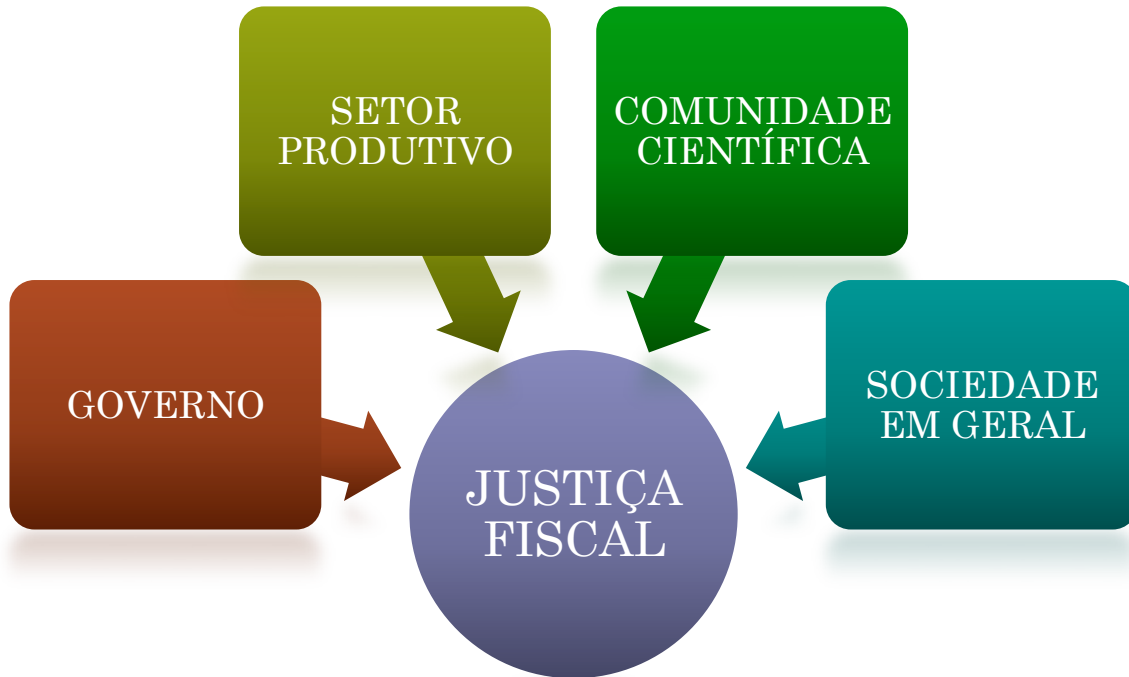 SETOR
PRODUTIVO
COMUNIDADE
CIENTÍFICA
GOVERNO
SOCIEDADE
EM GERAL
JUSTIÇA
FISCAL